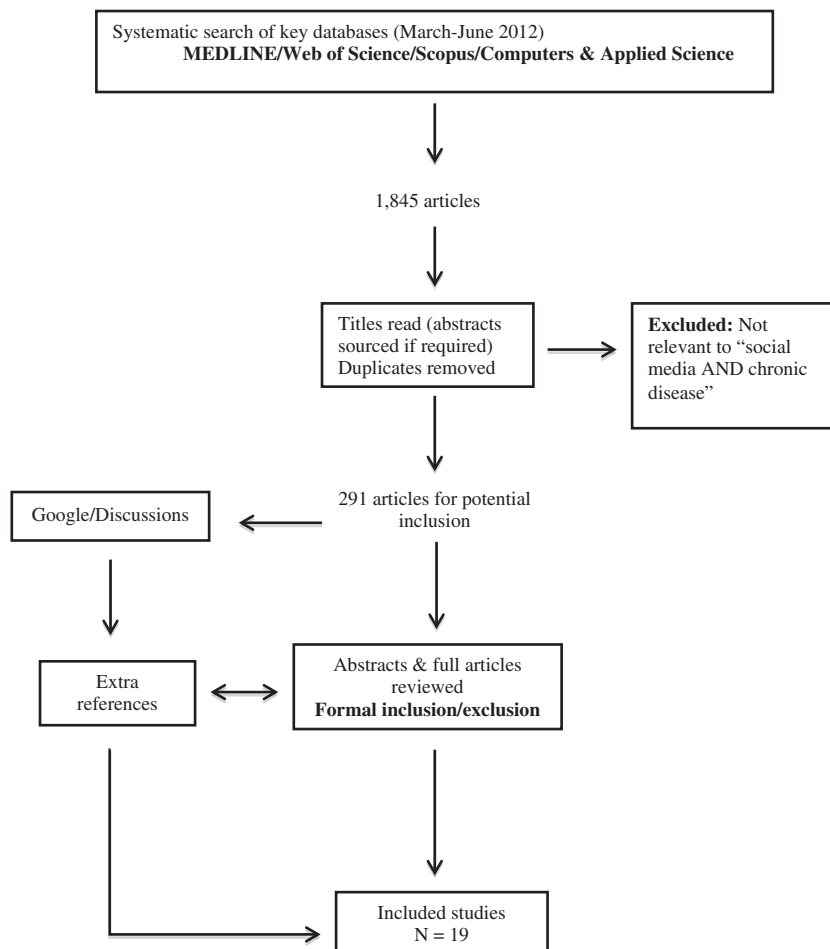 Systematic search of key databases (March-June 2012)
MEDLINE/Web of Science/Scopus/Computers & Applied Science
1,845 articles
Titles read (abstracts
sourced if required)
Duplicates removed
Excluded: Not
relevant to “social
media AND chronic
disease”
291 articles for potential
inclusion
Google/Discussions
Extra
references
Abstracts & full articles
reviewed
Formal inclusion/exclusion
Included studies
N = 19